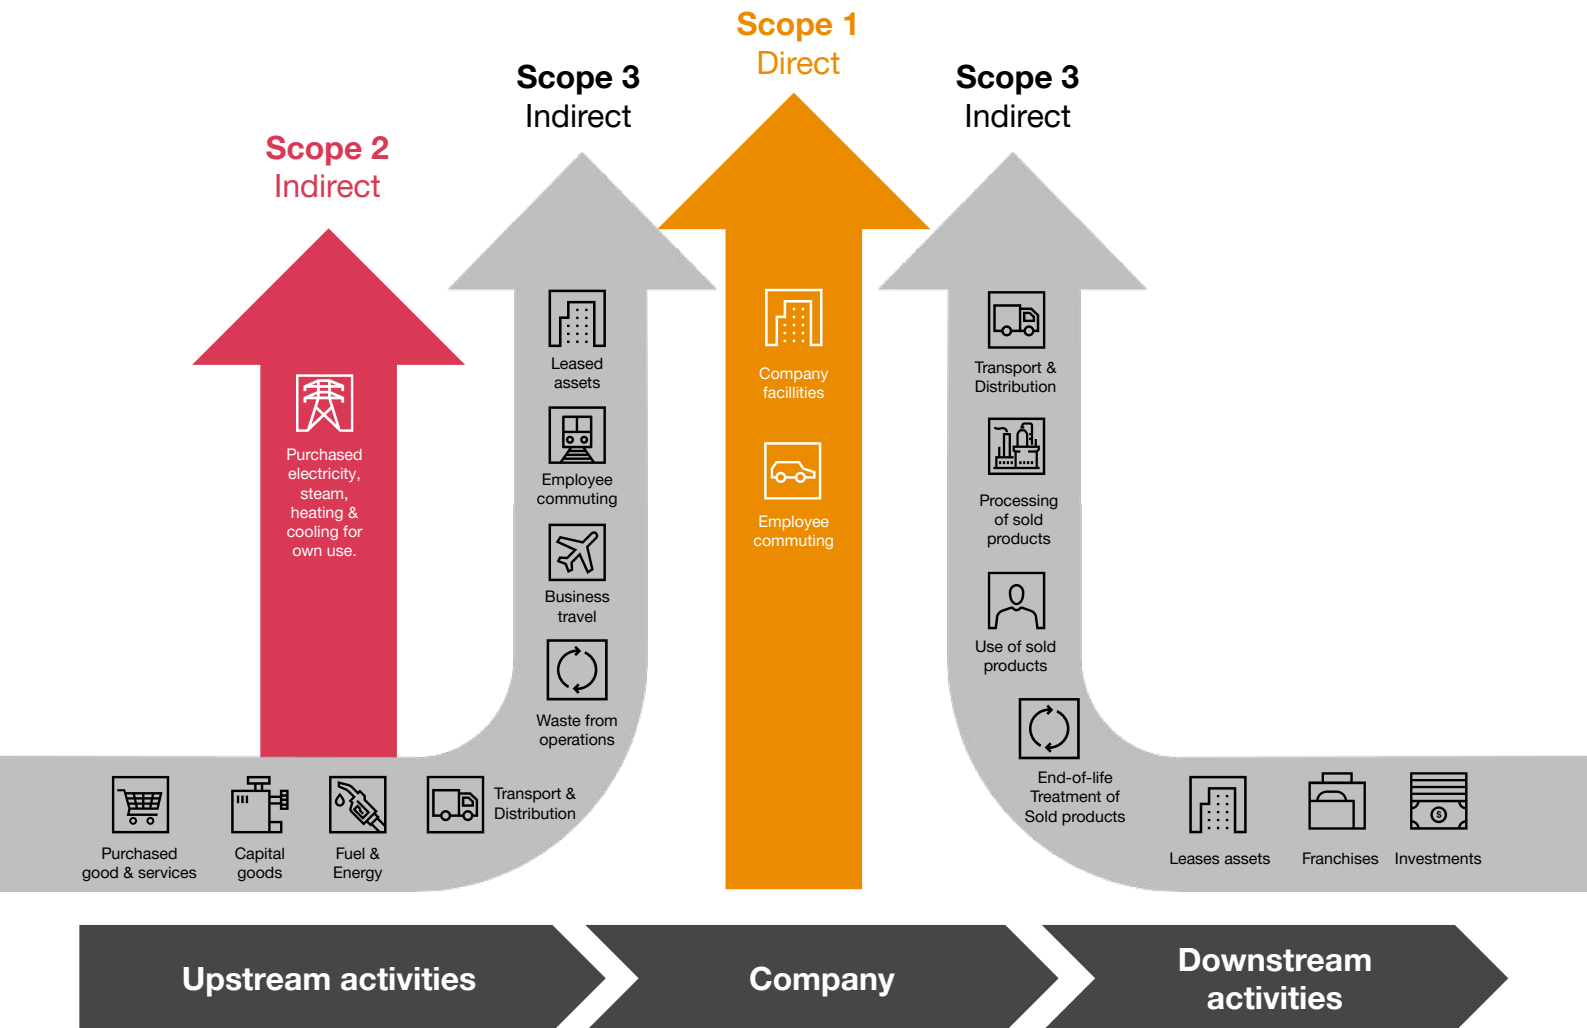 Scope 1
Direct
Scope 3
Indirect
Scope 3
Indirect
Scope 2
Indirect
Purchased
electricity,
steam,
heating &
cooling for
own use.
Leased
assets
Employee
commuting
Business
travel
Waste from
operations
Company
facillities
Employee
commuting
Transport &
Distribution
Processing
of sold
products
Use of sold
products
End-of-life
Treatment of
Sold products
Purchased
good & services
Capital
goods
Fuel &
Energy
Transport &
Distribution
Leases assets
Franchises
Investments
$
Upstream activities
Company
Downstream
activities